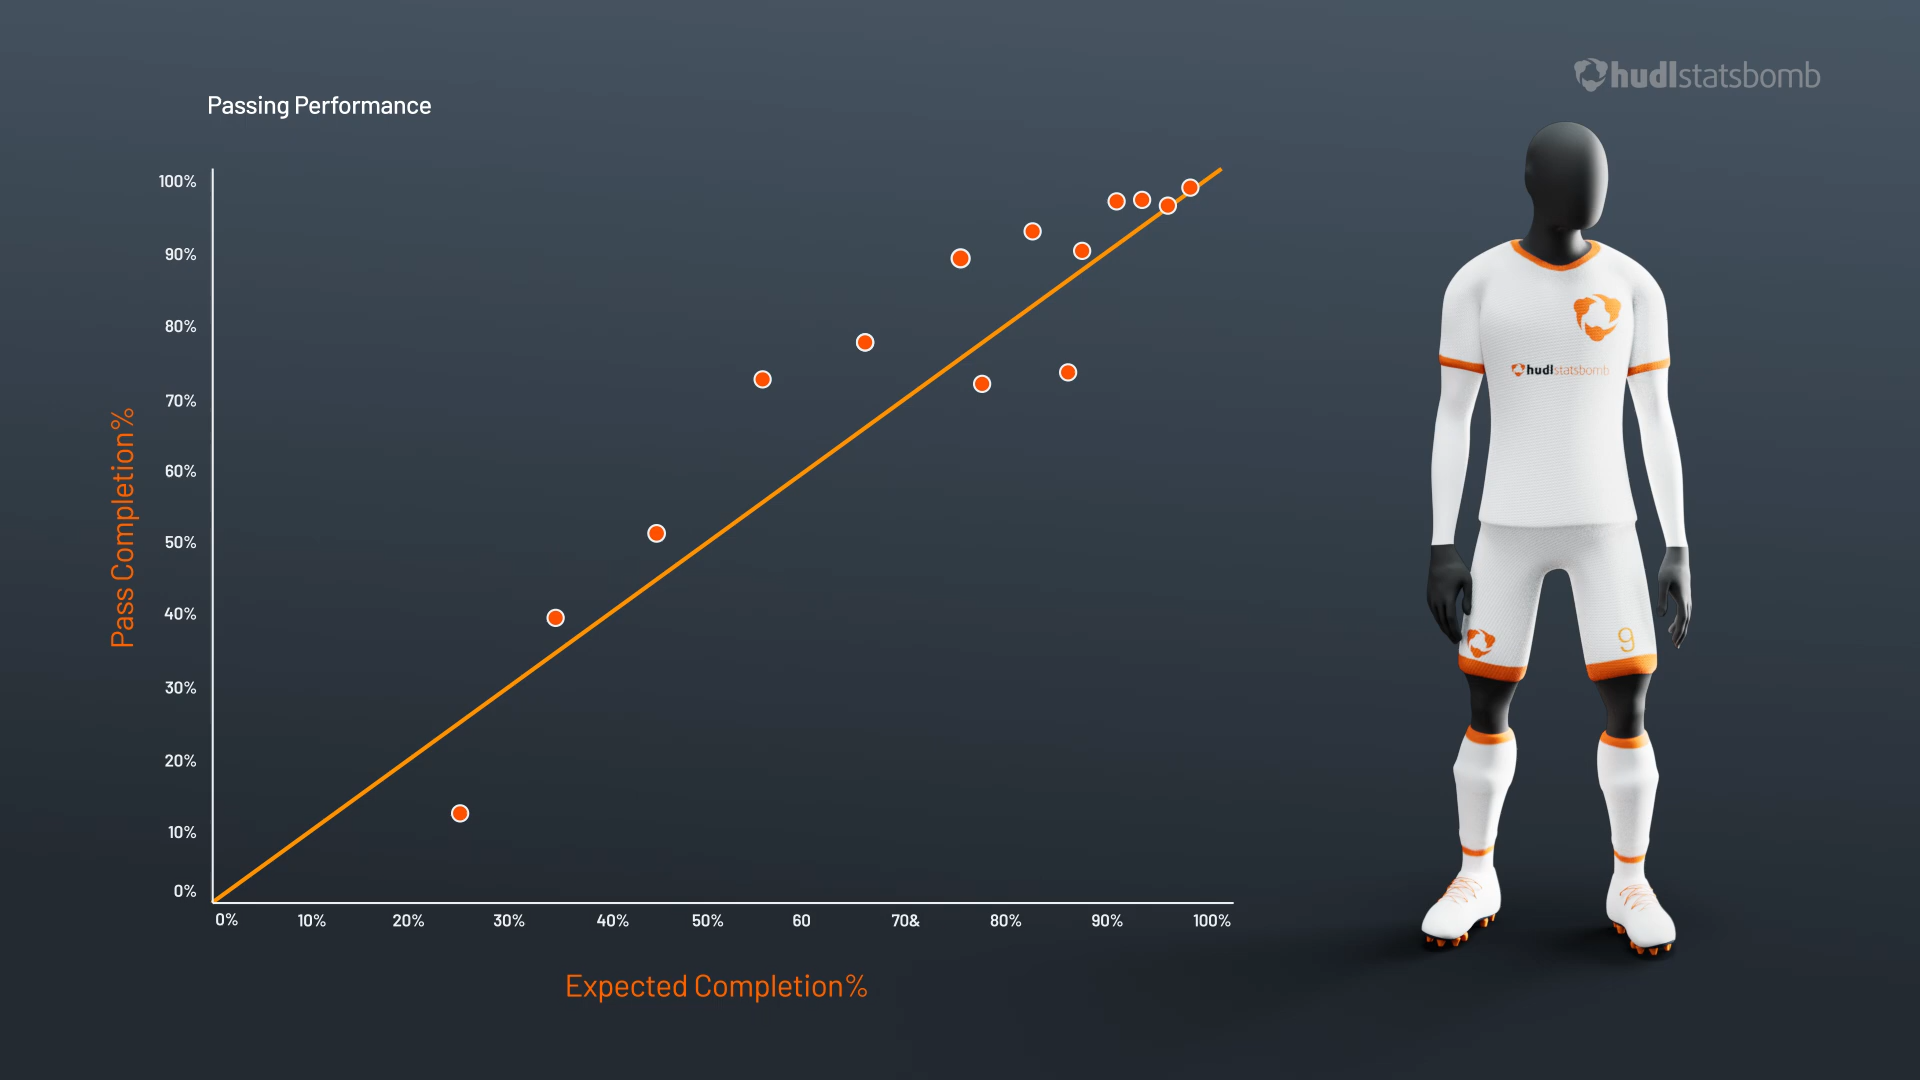 hudlstatsbomb
Passing Performance
100%
90%
80%
70%
60%
50%
40%
30%
20%
10%
0%
Pass Completion%
0% 10% 20% 30% 40% 50% 60 70& 80% 90% 100%
Expected Completion%
hudlstatsbomb
9